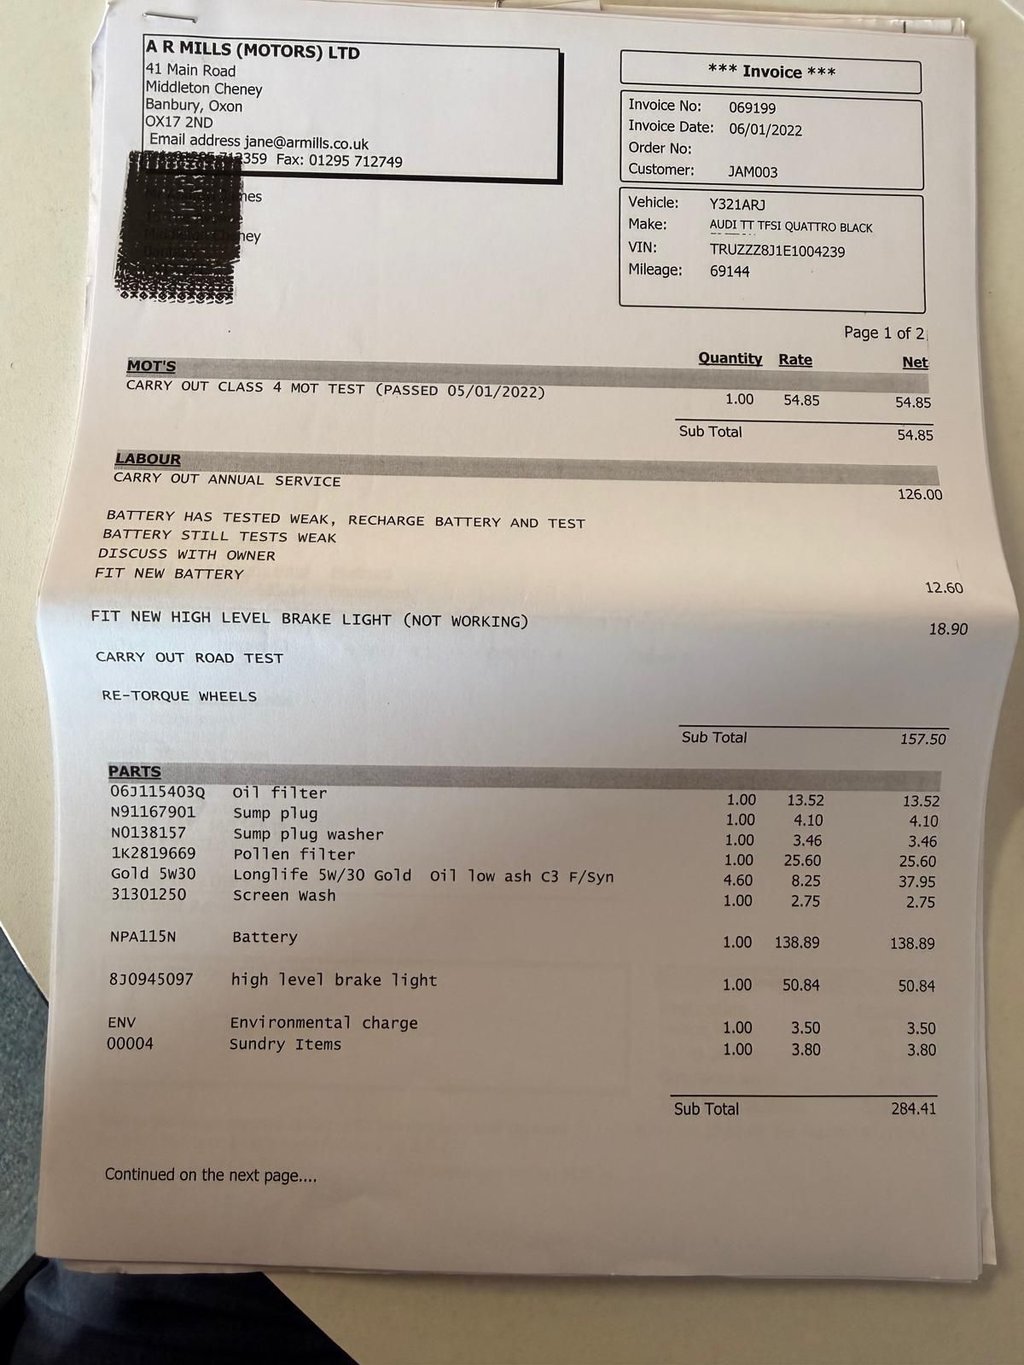 A R MILLS (MOTORS) LTD
41 Main Road
Middleton Cheney
Banbury, Oxon
OX17 2ND
Email address jane@armills.co.uk
712359 Fax: 01295 712749
*** Invoice ***
Invoice No: 069199
Invoice Date: 06/01/2022
Order No:
Customer: JAM003
Vehicle: Y321ARJ
Make: AUDI TT TFSI QUATTRO BLACK
VIN: TRUZZZ8J1E1004239
Mileage: 69144
Page 1 of 2
Quantity Rate Net
MOT'S
CARRY OUT CLASS 4 MOT TEST (PASSED 05/01/2022) 1.00 54.85 54.85
Sub Total 54.85
LABOUR
CARRY OUT ANNUAL SERVICE 126.00
BATTERY HAS TESTED WEAK, RECHARGE BATTERY AND TEST
BATTERY STILL TESTS WEAK
DISCUSS WITH OWNER
FIT NEW BATTERY 12.60
FIT NEW HIGH LEVEL BRAKE LIGHT (NOT WORKING) 18.90
CARRY OUT ROAD TEST
RE-TORQUE WHEELS
Sub Total 157.50
PARTS
06J115403Q Oil filter 1.00 13.52 13.52
N91167901 Sump plug 1.00 4.10 4.10
N0138157 Sump plug washer 1.00 3.46 3.46
1K2819669 Pollen filter 1.00 25.60 25.60
Gold 5W30 Longlife 5W/30 Gold Oil low ash C3 F/Syn 4.60 8.25 37.95
31301250 Screen Wash 1.00 2.75 2.75
NPA115N Battery 1.00 138.89 138.89
8J0945097 high level brake light 1.00 50.84 50.84
ENV Environmental charge 1.00 3.50 3.50
00004 Sundry Items 1.00 3.80 3.80
Sub Total 284.41
Continued on the next page....